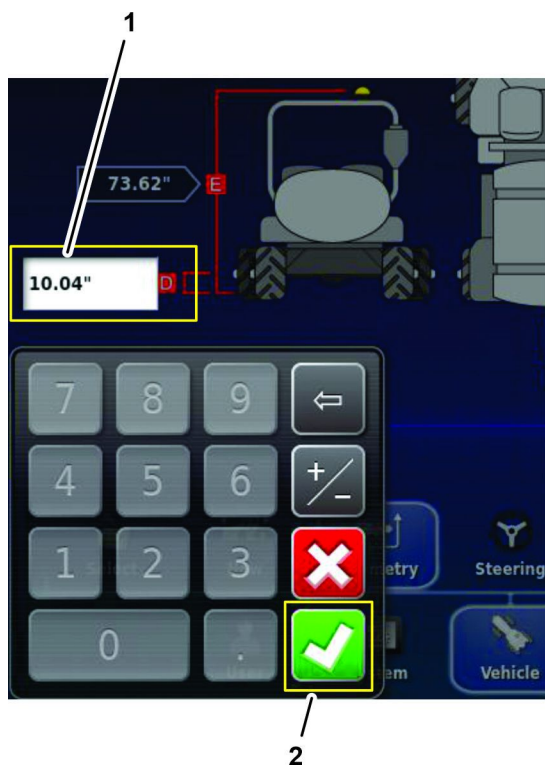 1
73.62" E
10.04" D
7 8 9
4 5 6 +/-
1 2 3
etry Steering
0 .
em Vehicle
2